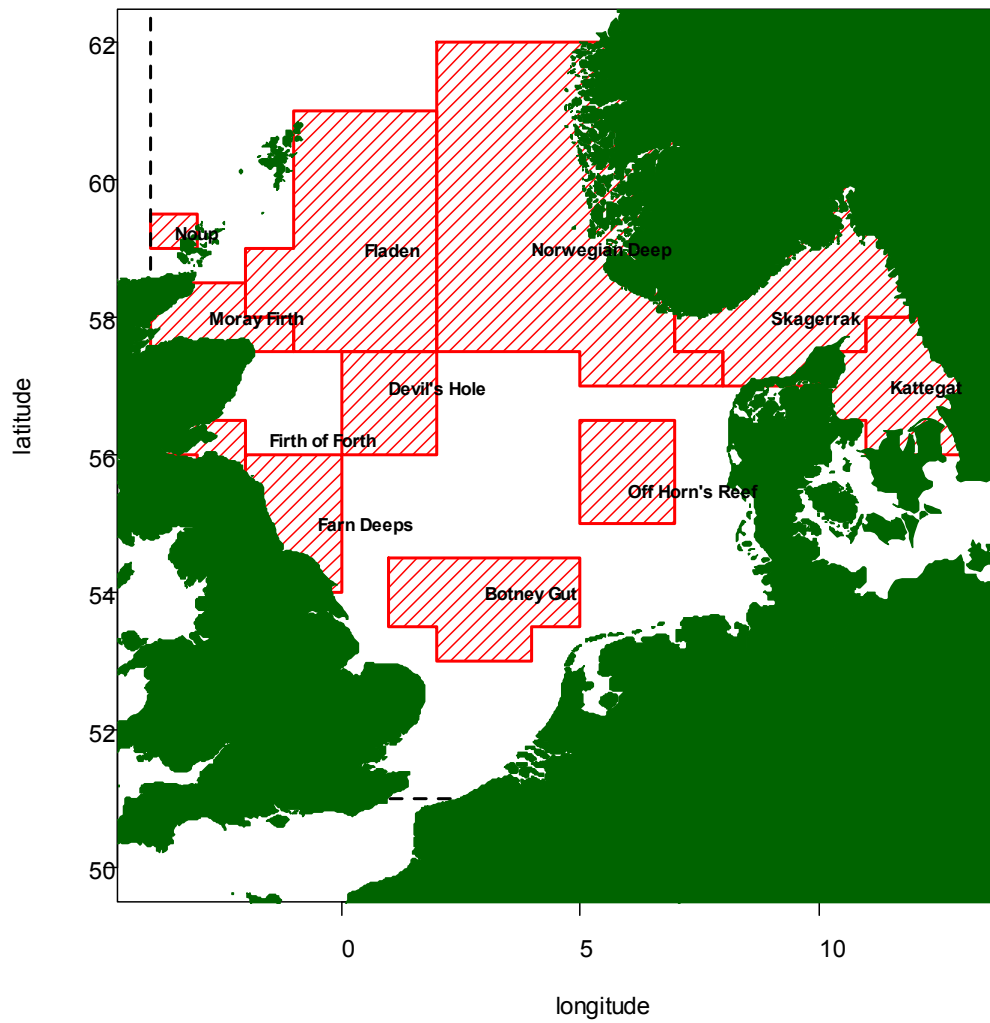 62
60
Noup
Fladen
Norwegian Deep
58
Moray Firth
Skagerrak
Devil's Hole
Kattegat
latitude
Firth of Forth
56
Off Horn's Reef
Farn Deeps
54
Botney Gut
52
50
0
5
10
longitude